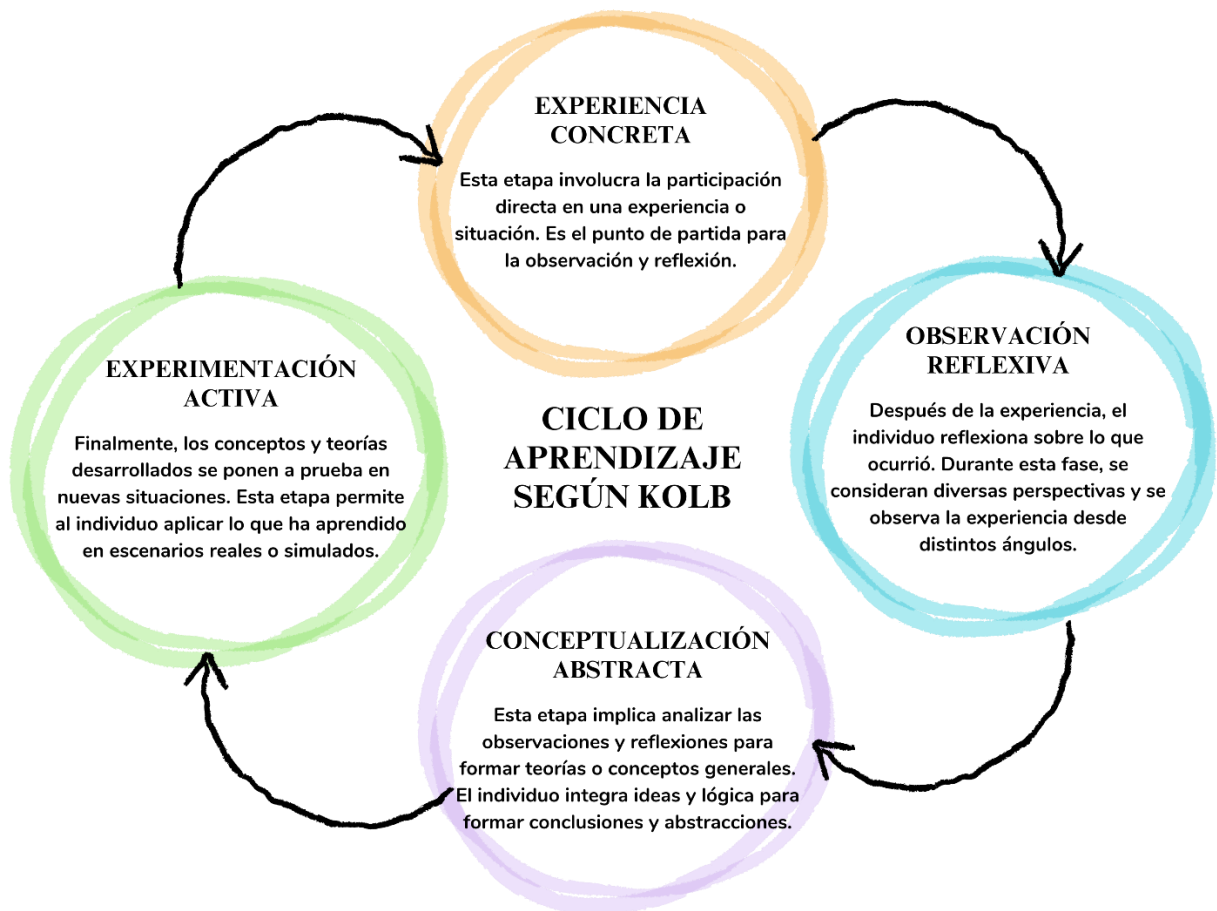 EXPERIENCIA
CONCRETA
Esta etapa involucra la participación
directa en una experiencia o
situación. Es el punto de partida para
la observación y reflexión.
OBSERVACIÓN
REFLEXIVA
Después de la experiencia, el
individuo reflexiona sobre lo que
ocurrió. Durante esta fase, se
consideran diversas perspectivas y se
observa la experiencia desde
distintos ángulos.
CONCEPTUALIZACIÓN
ABSTRACTA
Esta etapa implica analizar las
observaciones y reflexiones para
formar teorías o conceptos generales.
El individuo integra ideas y lógica para
formar conclusiones y abstracciones.
EXPERIMENTACIÓN
ACTIVA
Finalmente, los conceptos y teorías
desarrollados se ponen a prueba en
nuevas situaciones. Esta etapa permite
al individuo aplicar lo que ha aprendido
en escenarios reales o simulados.
CICLO DE
APRENDIZAJE
SEGÚN KOLB